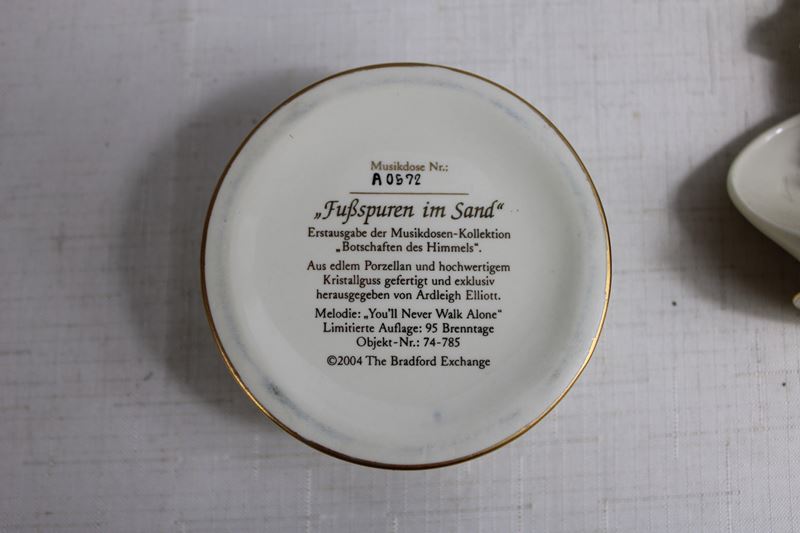 Musikdose Nr.:
A 0572
„Fußspuren im Sand“
Erstausgabe der Musikdosen-Kollektion
„Botschaften des Himmels“.
Aus edlem Porzellan und hochwertigem
Kristallguss gefertigt und exklusiv
herausgegeben von Ardleigh Elliott.
Melodie: „You'll Never Walk Alone“
Limitierte Auflage: 95 Brenntage
Objekt-Nr.: 74-785
©2004 The Bradford Exchange